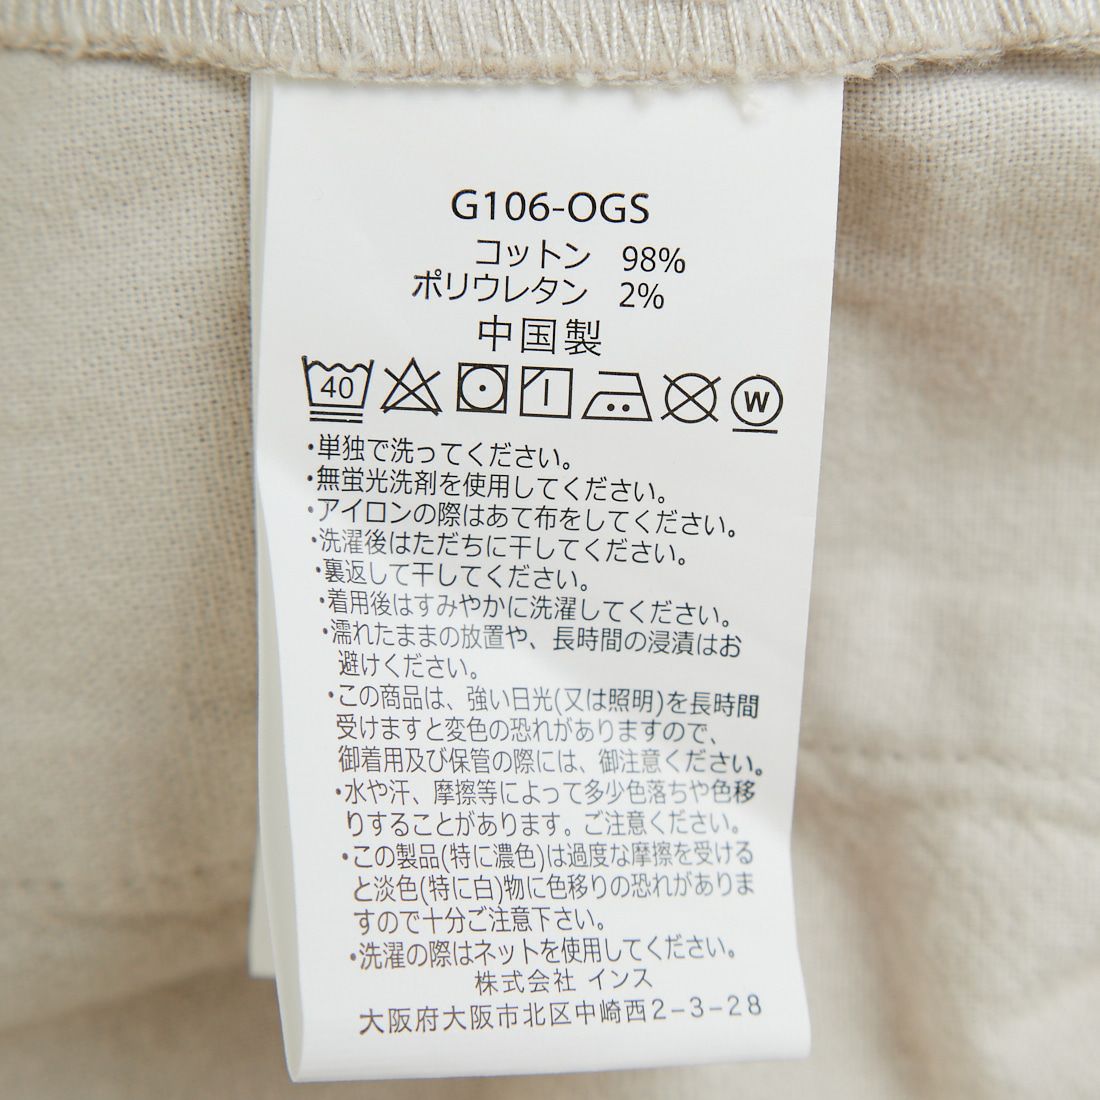 G106-OGS
コットン 98%
ポリウレタン 2%
中国製
40 W
・単独で洗ってください。
・無蛍光洗剤を使用してください。
・アイロンの際はあて布をしてください。
・洗濯後はただちに干してください。
・裏返して干してください。
・着用後はすみやかに洗濯してください。
・濡れたままの放置や、長時間の浸漬はお
避けください。
・この商品は、強い日光(又は照明)を長時間
受けますと変色の恐れがありますので、
御着用及び保管の際には、御注意ください。
・水や汗、摩擦等によって多少色落ちや色移
りすることがあります。ご注意ください。
・この製品(特に濃色)は過度な摩擦を受ける
と淡色(特に白)物に色移りの恐れがありま
すので十分ご注意下さい。
・洗濯の際はネットを使用してください。
株式会社 インス
大阪府大阪市北区中崎西2-3-28